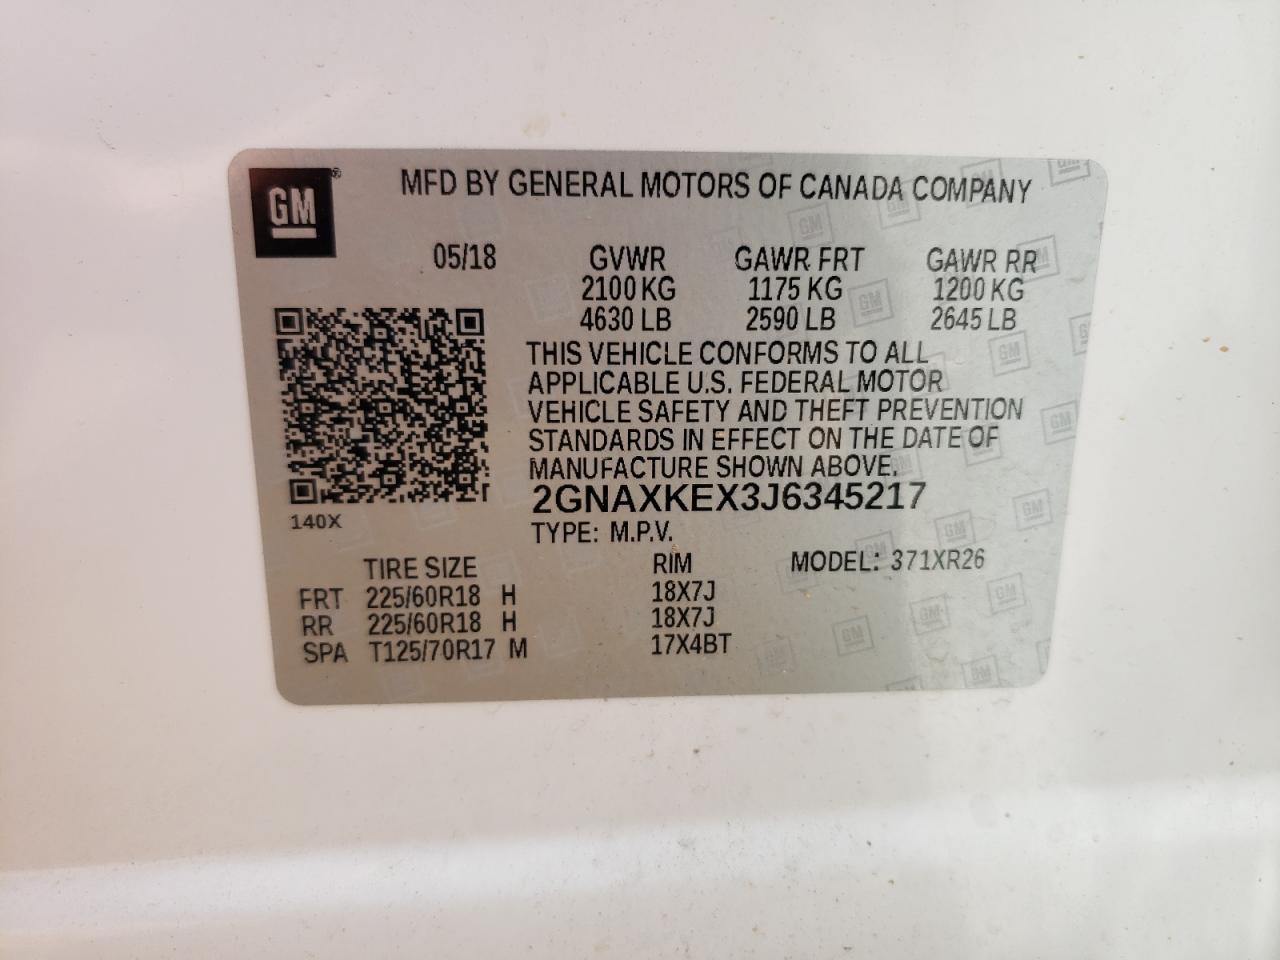 GM ®
MFD BY GENERAL MOTORS OF CANADA COMPANY
05/18 GVWR GAWR FRT GAWR RR
2100 KG 1175 KG 1200 KG
4630 LB 2590 LB 2645 LB
THIS VEHICLE CONFORMS TO ALL
APPLICABLE U.S. FEDERAL MOTOR
VEHICLE SAFETY AND THEFT PREVENTION
STANDARDS IN EFFECT ON THE DATE OF
MANUFACTURE SHOWN ABOVE.
2GNAXKEX3J6345217
140X
TYPE: M.P.V.
TIRE SIZE RIM MODEL: 371XR26
FRT 225/60R18 H 18X7J
RR 225/60R18 H 18X7J
SPA T125/70R17 M 17X4BT